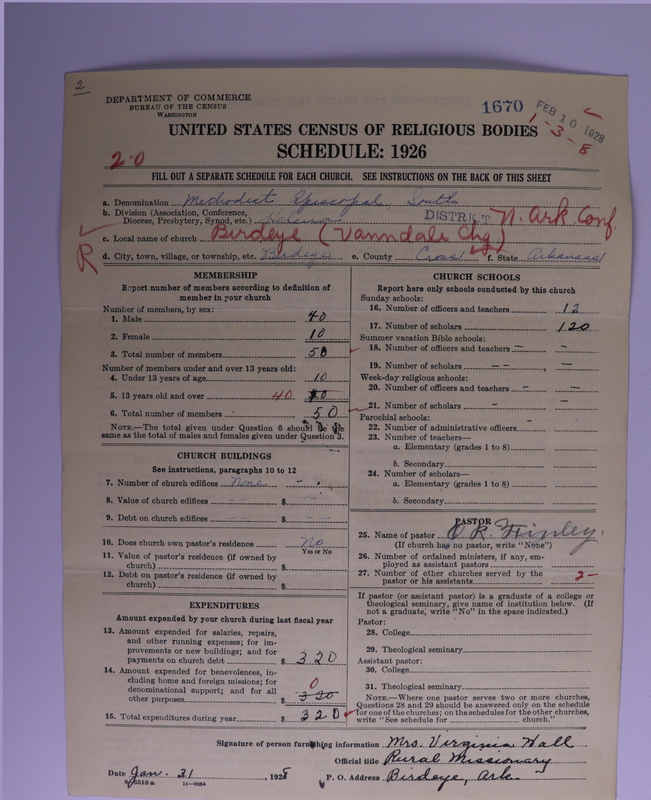 2
DEPARTMENT OF COMMERCE
BUREAU OF THE CENSUS
WASHINGTON
1670
FEB 10 1928
1-3-8
UNITED STATES CENSUS OF RELIGIOUS BODIES
SCHEDULE: 1926
2-0
FILL OUT A SEPARATE SCHEDULE FOR EACH CHURCH. SEE INSTRUCTIONS ON THE BACK OF THIS SHEET
a. Denomination Methodist Episcopal, South
b. Division (Association, Conference, Diocese, Presbytery, Synod, etc.) Helena DISTRICT N. Ark Conf.
c. Local name of church Birdeye (Vanndale Chg)
R
d. City, town, village, or township, etc. Birdeye e. County Cross f. State Arkansas
MEMBERSHIP
Report number of members according to definition of member in your church
Number of members, by sex:
1. Male 40
2. Female 10
3. Total number of members 50
Number of members under and over 13 years old:
4. Under 13 years of age 10
5. 13 years old and over 40 40
6. Total number of members 50
NOTE.—The total given under Question 6 should be the same as the total of males and females given under Question 3.
CHURCH BUILDINGS
See instructions, paragraphs 10 to 12
7. Number of church edifices None
8. Value of church edifices $
9. Debt on church edifices $
10. Does church own pastor's residence No
Yes or No
11. Value of pastor's residence (if owned by church) $
12. Debt on pastor's residence (if owned by church) $
EXPENDITURES
Amount expended by your church during last fiscal year
13. Amount expended for salaries, repairs, and other running expenses; for improvements or new buildings; and for payments on church debt $ 320
14. Amount expended for benevolences, including home and foreign missions; for denominational support; and for all other purposes $ 320 0
15. Total expenditures during year $ 320
CHURCH SCHOOLS
Report here only schools conducted by this church
Sunday schools:
16. Number of officers and teachers 12
17. Number of scholars 120
Summer vacation Bible schools:
18. Number of officers and teachers – –
19. Number of scholars – – –
Week-day religious schools:
20. Number of officers and teachers – –
21. Number of scholars – –
Parochial schools:
22. Number of administrative officers
23. Number of teachers—
a. Elementary (grades 1 to 8)
b. Secondary
24. Number of scholars—
a. Elementary (grades 1 to 8)
b. Secondary
PASTOR
25. Name of pastor O.K. Finley
(If church has no pastor, write "None")
26. Number of ordained ministers, if any, employed as assistant pastors
27. Number of other churches served by the pastor or his assistants 2-
If pastor (or assistant pastor) is a graduate of a college or theological seminary, give name of institution below. (If not a graduate, write "No" in the space indicated.)
Pastor:
28. College
29. Theological seminary
Assistant pastor:
30. College
31. Theological seminary
NOTE.—Where one pastor serves two or more churches, Questions 28 and 29 should be answered only on the schedule for one of the churches; on the schedules for the other churches, write "See schedule for church."
Signature of person furnishing information Mrs. Virginia Hall
Official title Rural Missionary
Date Jan. 31, 1928 P. O. Address Birdeye, Ark.
11—9984